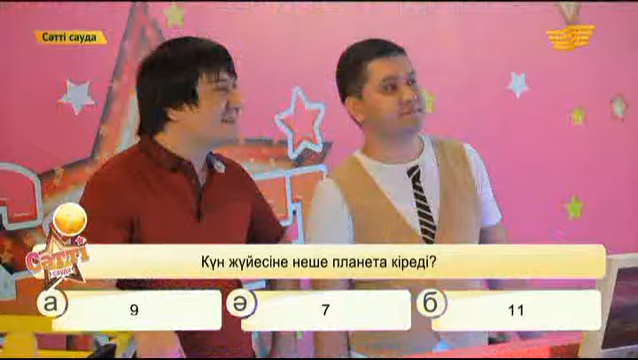 Сәтті сауда
Сәтті
сауда
Күн жүйесіне неше планета кіреді?
а 9
ә 7
б 11